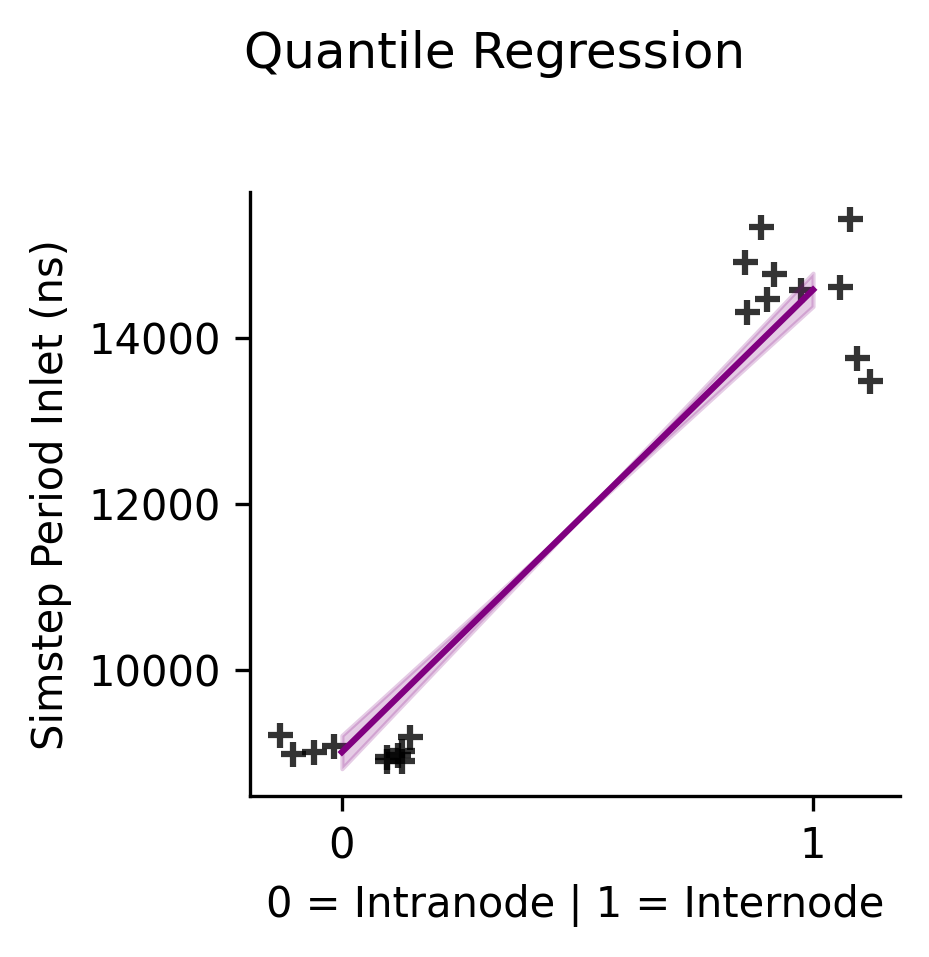 Quantile Regression
Simstep Period Inlet (ns)
14000
12000
10000
0
1
0 = Intranode | 1 = Internode